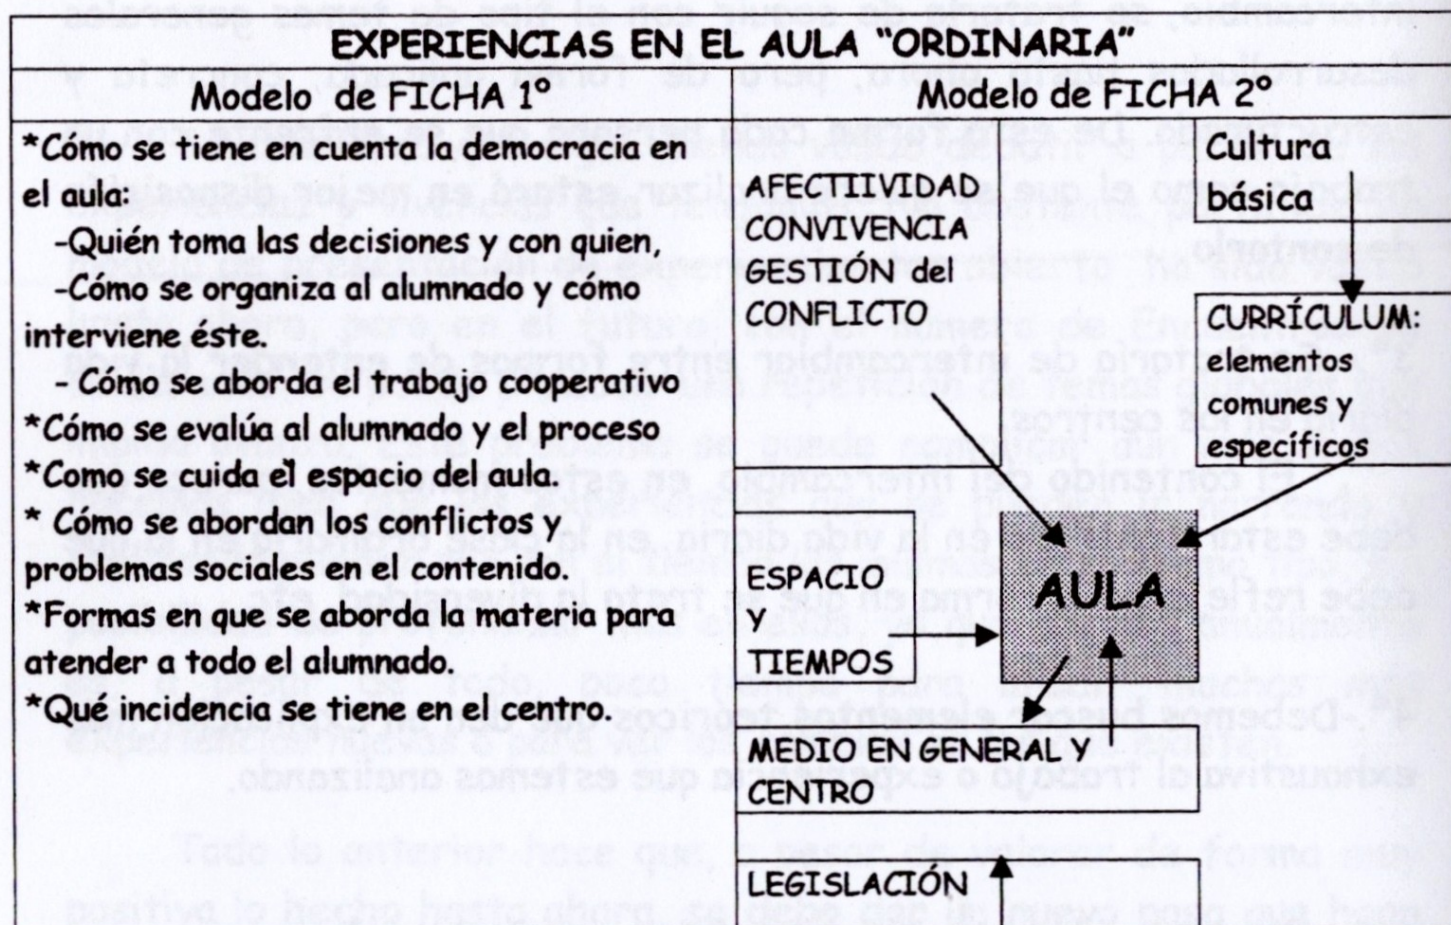 EXPERIENCIAS EN EL AULA “ORDINARIA”
Modelo de FICHA 1°
*Cómo se tiene en cuenta la democracia en
el aula:
-Quién toma las decisiones y con quien,
-Cómo se organiza al alumnado y cómo
interviene éste.
- Cómo se aborda el trabajo cooperativo
*Cómo se evalúa al alumnado y el proceso
*Como se cuida el espacio del aula.
* Cómo se abordan los conflictos y
problemas sociales en el contenido.
*Formas en que se aborda la materia para
atender a todo el alumnado.
*Qué incidencia se tiene en el centro.
Modelo de FICHA 2°
AFECTIIVIDAD
CONVIVENCIA
GESTIÓN del
CONFLICTO
Cultura
básica
CURRÍCULUM:
elementos
comunes y
específicos
ESPACIO
y
TIEMPOS
AULA
MEDIO EN GENERAL Y
CENTRO
LEGISLACIÓN